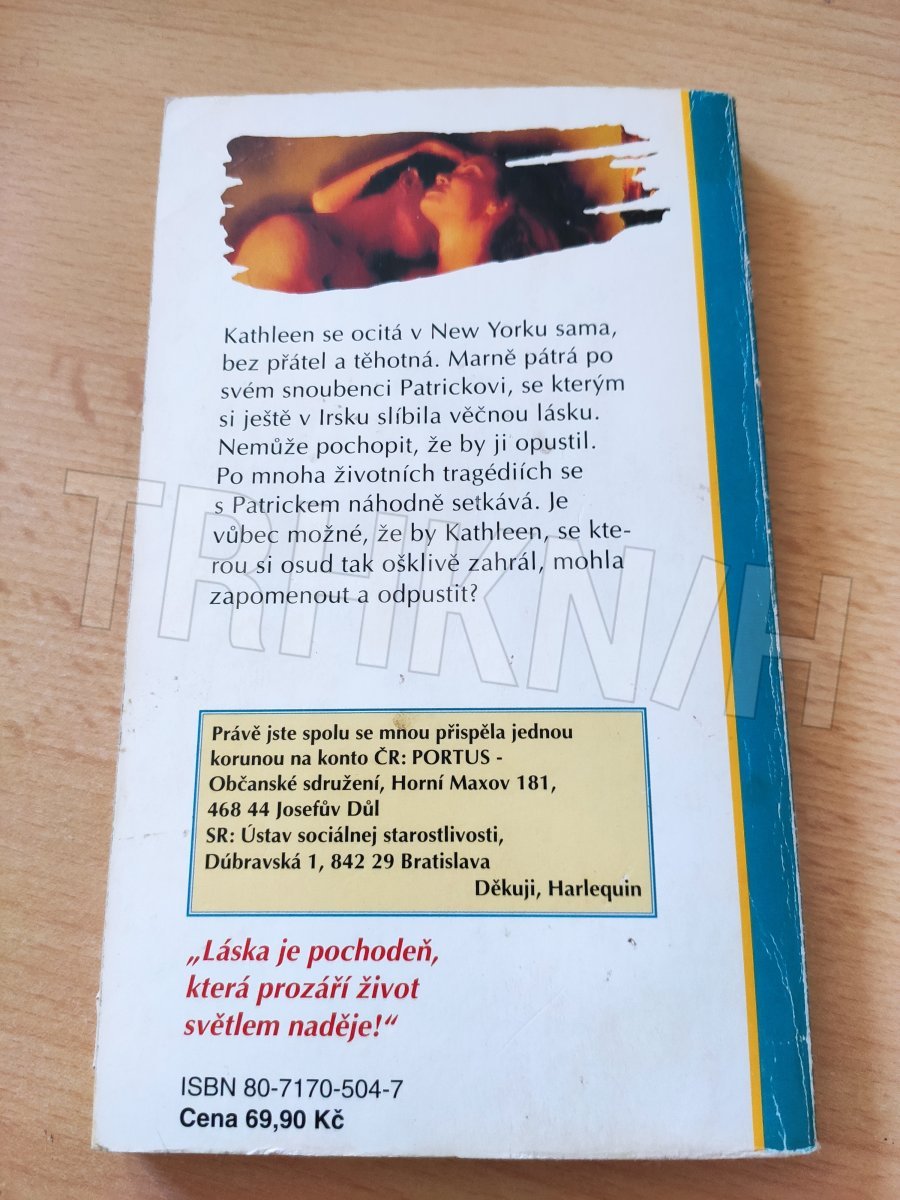 Kathleen se ocitá v New Yorku sama,
bez přátel a těhotná. Marně pátrá po
svém snoubenci Patrickovi, se kterým
si ještě v Irsku slíbila věčnou lásku.
Nemůže pochopit, že by ji opustil.
Po mnoha životních tragédiích se
s Patrickem náhodně setkává. Je
vůbec možné, že by Kathleen, se kte-
rou si osud tak ošklivě zahrál, mohla
zapomenout a odpustit?
TRHKNIH
Právě jste spolu se mnou přispěla jednou
korunou na konto ČR: PORTUS -
Občanské sdružení, Horní Maxov 181,
468 44 Josefův Důl
SR: Ústav sociálnej starostlivosti,
Dúbravská 1, 842 29 Bratislava
Děkuji, Harlequin
„Láska je pochodeň,
která prozáří život
světlem naděje!“
ISBN 80-7170-504-7
Cena 69,90 Kč